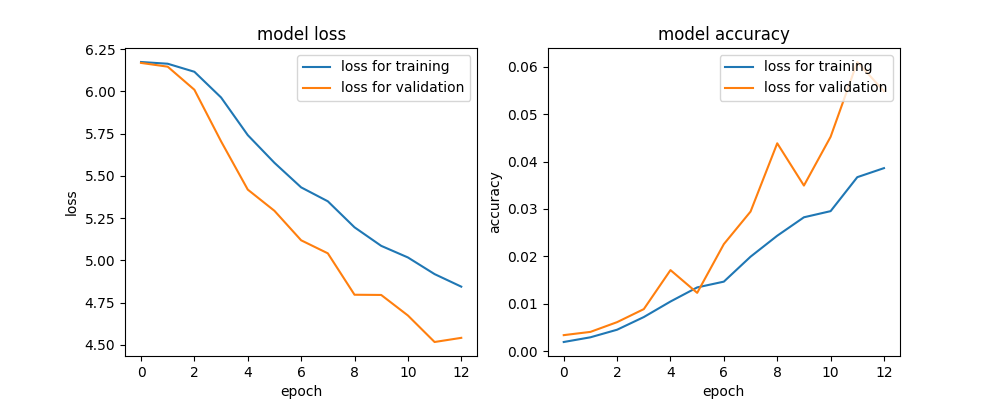 model loss
loss
6.25
6.00
5.75
5.50
5.25
5.00
4.75
4.50
loss for training
loss for validation
0 2 4 6 8 10 12
epoch
model accuracy
accuracy
0.06
0.05
0.04
0.03
0.02
0.01
0.00
loss for training
loss for validation
0 2 4 6 8 10 12
epoch